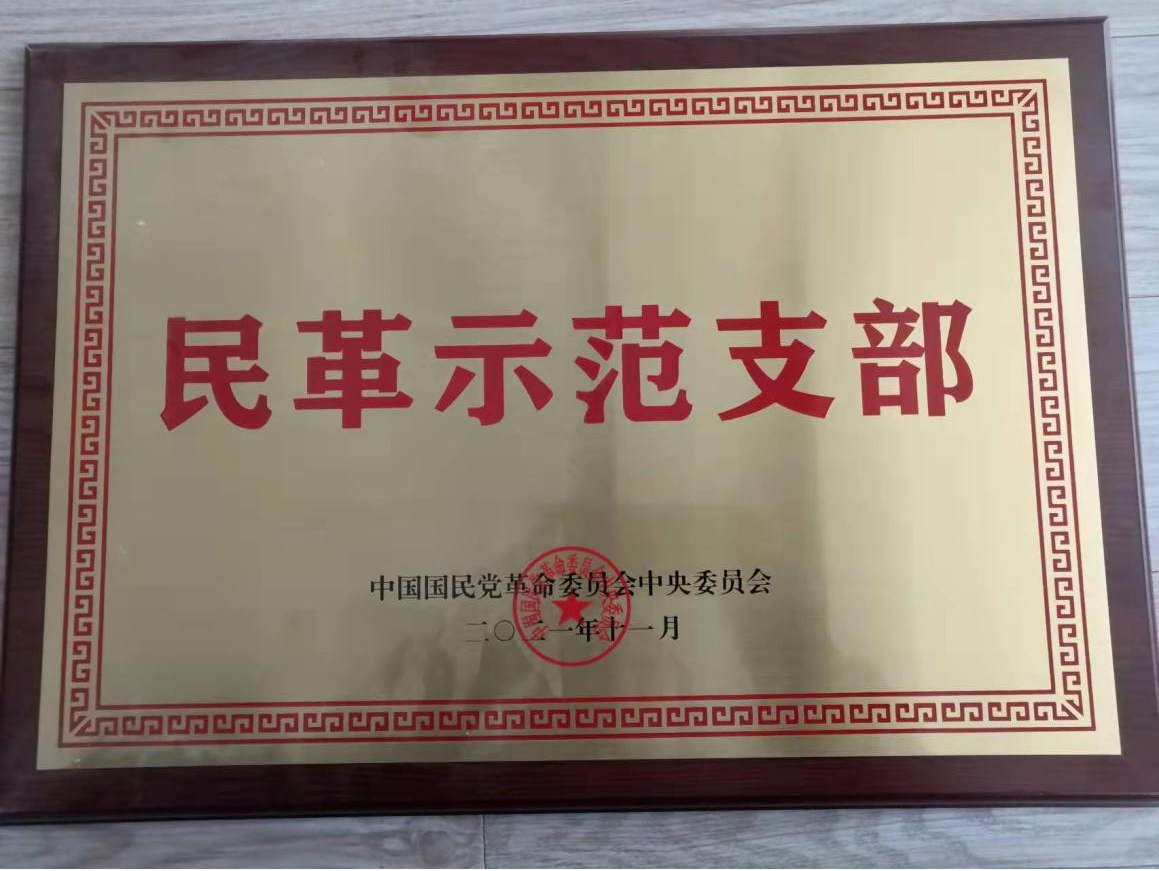 民革示范支部
中国国民党革命委员会中央委员会
二〇二一年十一月